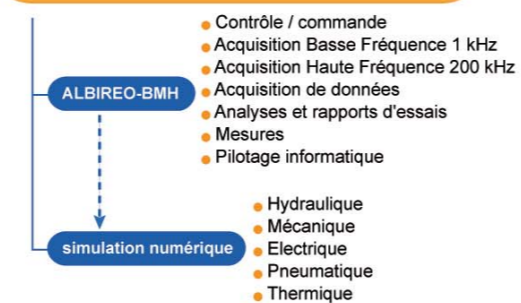 Contrôle / commande
Acquisition Basse Fréquence 1 kHz
Acquisition Haute Fréquence 200 kHz
ALBIREO-BMH
Acquisition de données
Analyses et rapports d'essais
Mesures
Pilotage informatique
Hydraulique
Mécanique
simulation numérique
Electrique
Pneumatique
Thermique